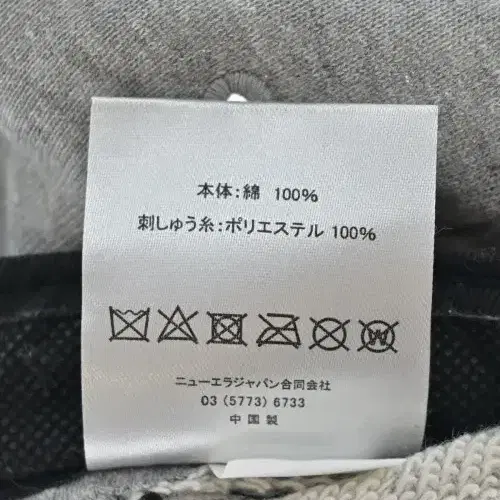 本体:綿 100%
刺しゅう糸:ポリエステル 100%
W
ニューエラジャパン合同会社
03 (5773) 6733
中国製